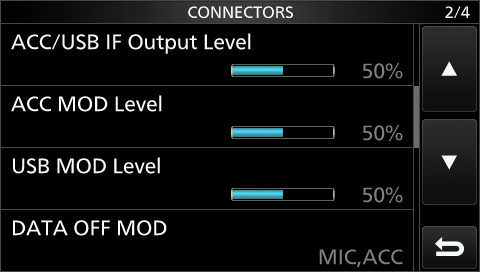 CONNECTORS 2/4
ACC/USB IF Output Level
50%
ACC MOD Level
50%
USB MOD Level
50%
DATA OFF MOD
MIC,ACC